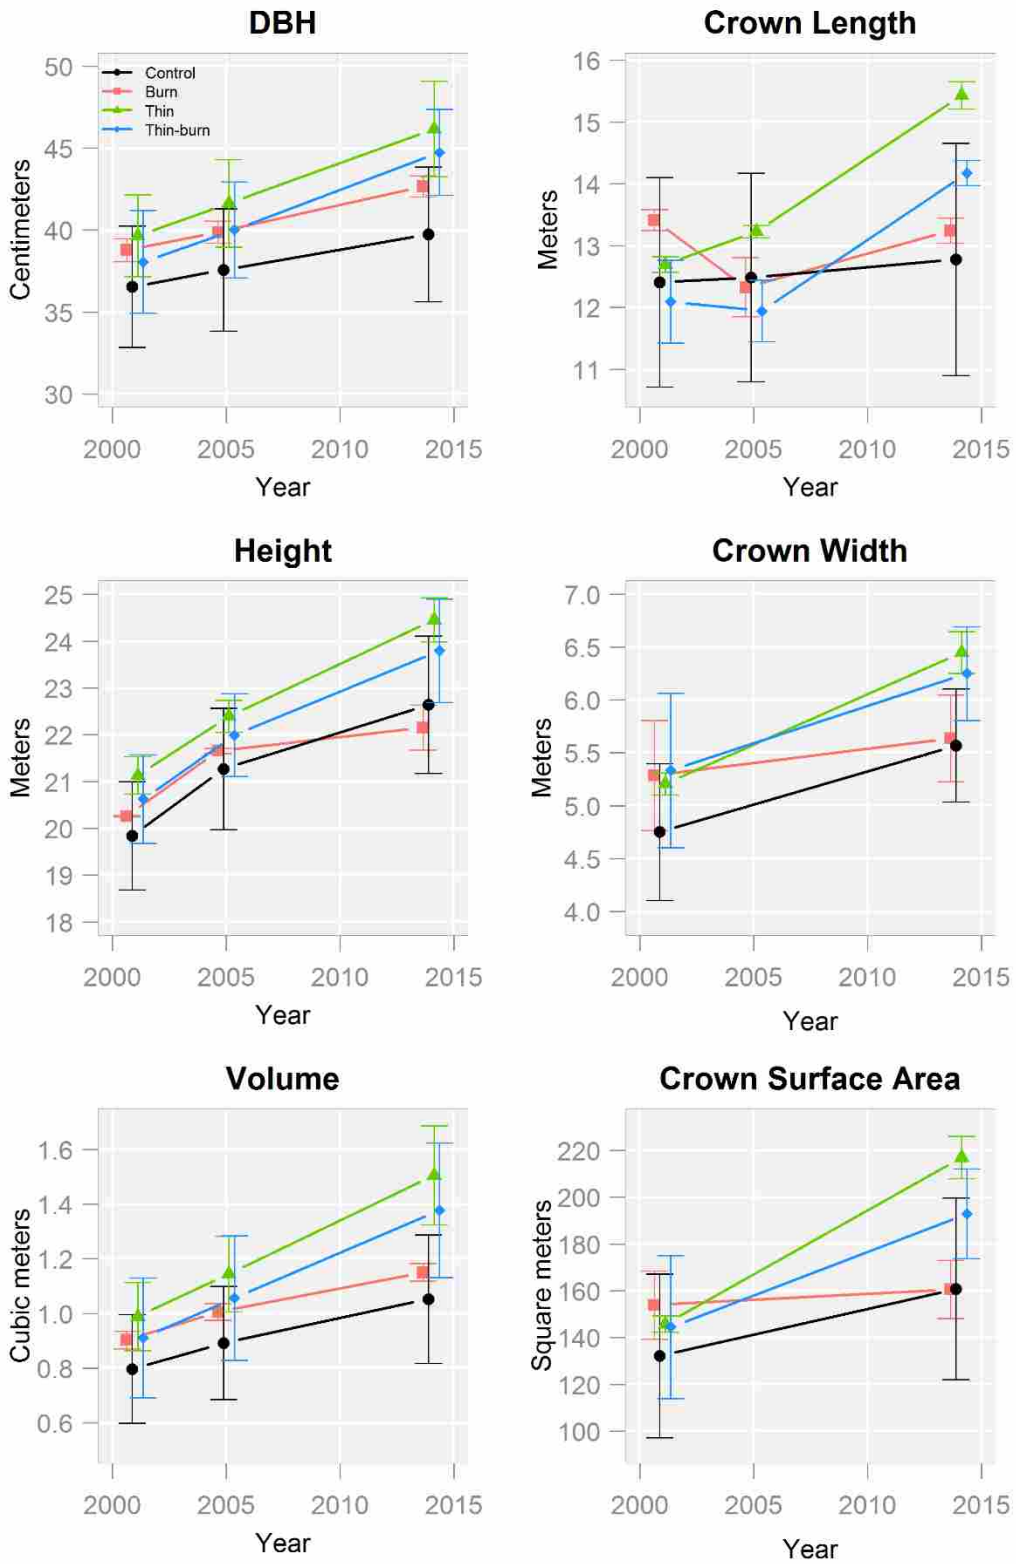 DBH
50
45
40
35
30
Centimeters
Control
Burn
Thin
Thin-burn
2000 2005 2010 2015
Year
Crown Length
16
15
14
13
12
11
Meters
2000 2005 2010 2015
Year
Height
25
24
23
22
21
20
19
18
Meters
2000 2005 2010 2015
Year
Crown Width
7.0
6.5
6.0
5.5
5.0
4.5
4.0
Meters
2000 2005 2010 2015
Year
Volume
1.6
1.4
1.2
1.0
0.8
0.6
Cubic meters
2000 2005 2010 2015
Year
Crown Surface Area
220
200
180
160
140
120
100
Square meters
2000 2005 2010 2015
Year